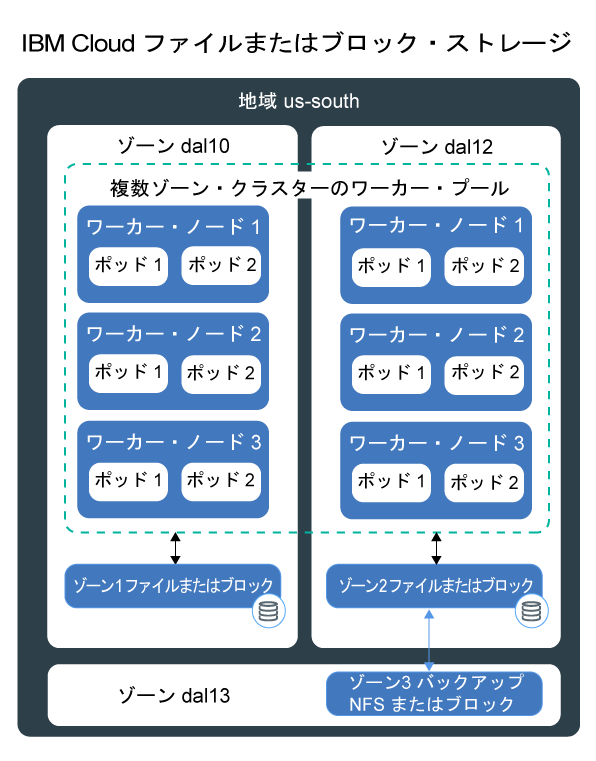 IBM Cloud ファイルまたはブロック・ストレージ
地域 us-south
ゾーン dal10
ゾーン dal12
複数ゾーン・クラスターのワーカー・プール
ワーカー・ノード 1
ポッド 1
ポッド 2
ワーカー・ノード 2
ポッド 1
ポッド 2
ワーカー・ノード 3
ポッド 1
ポッド 2
ワーカー・ノード 1
ポッド 1
ポッド 2
ワーカー・ノード 2
ポッド 1
ポッド 2
ワーカー・ノード 3
ポッド 1
ポッド 2
ゾーン1ファイルまたはブロック
ゾーン2ファイルまたはブロック
ゾーン dal13
ゾーン3 バックアップ
NFS またはブロック